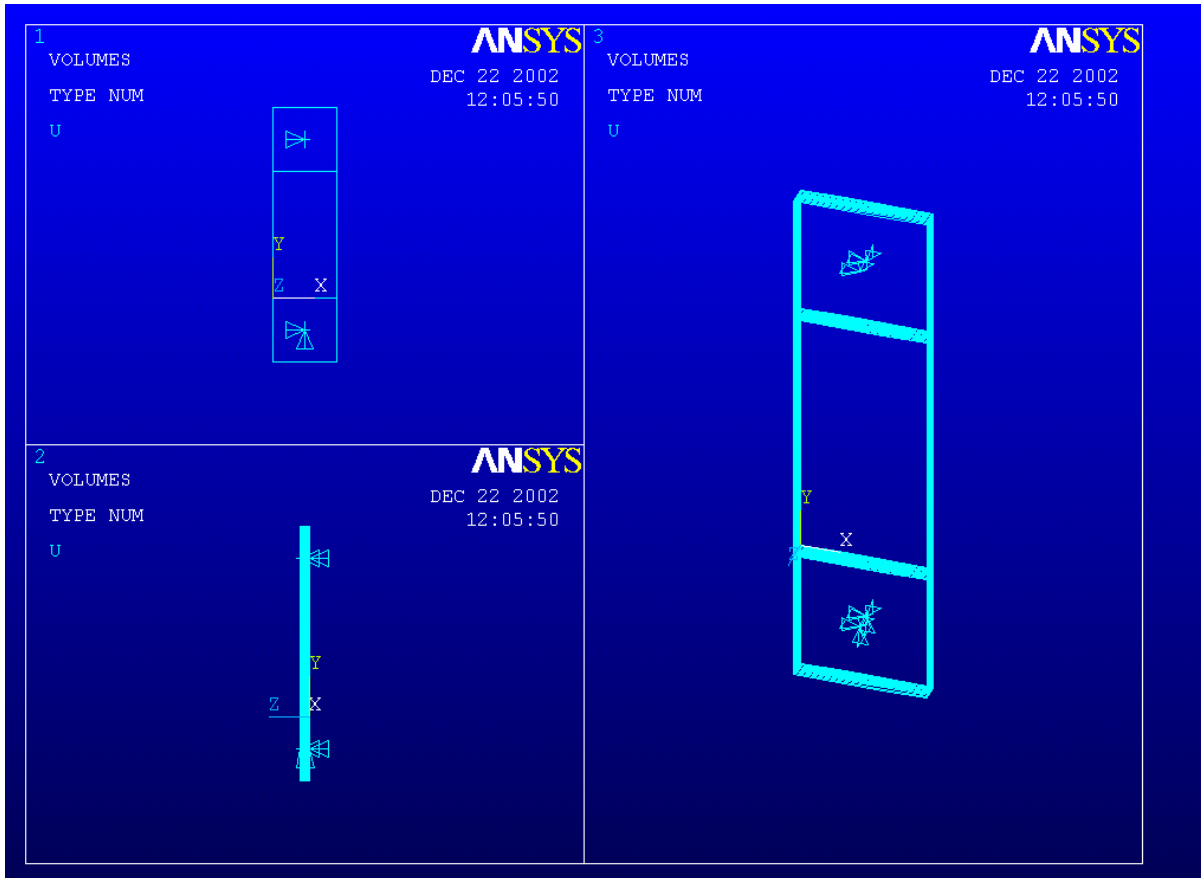 1
ANSYS
VOLUMES
DEC 22 2002
TYPE NUM
12:05:50
U
Y
Z X
2
ANSYS
VOLUMES
DEC 22 2002
TYPE NUM
12:05:50
U
Y
Z X
3
ANSYS
VOLUMES
DEC 22 2002
TYPE NUM
12:05:50
U
Y
X
Z